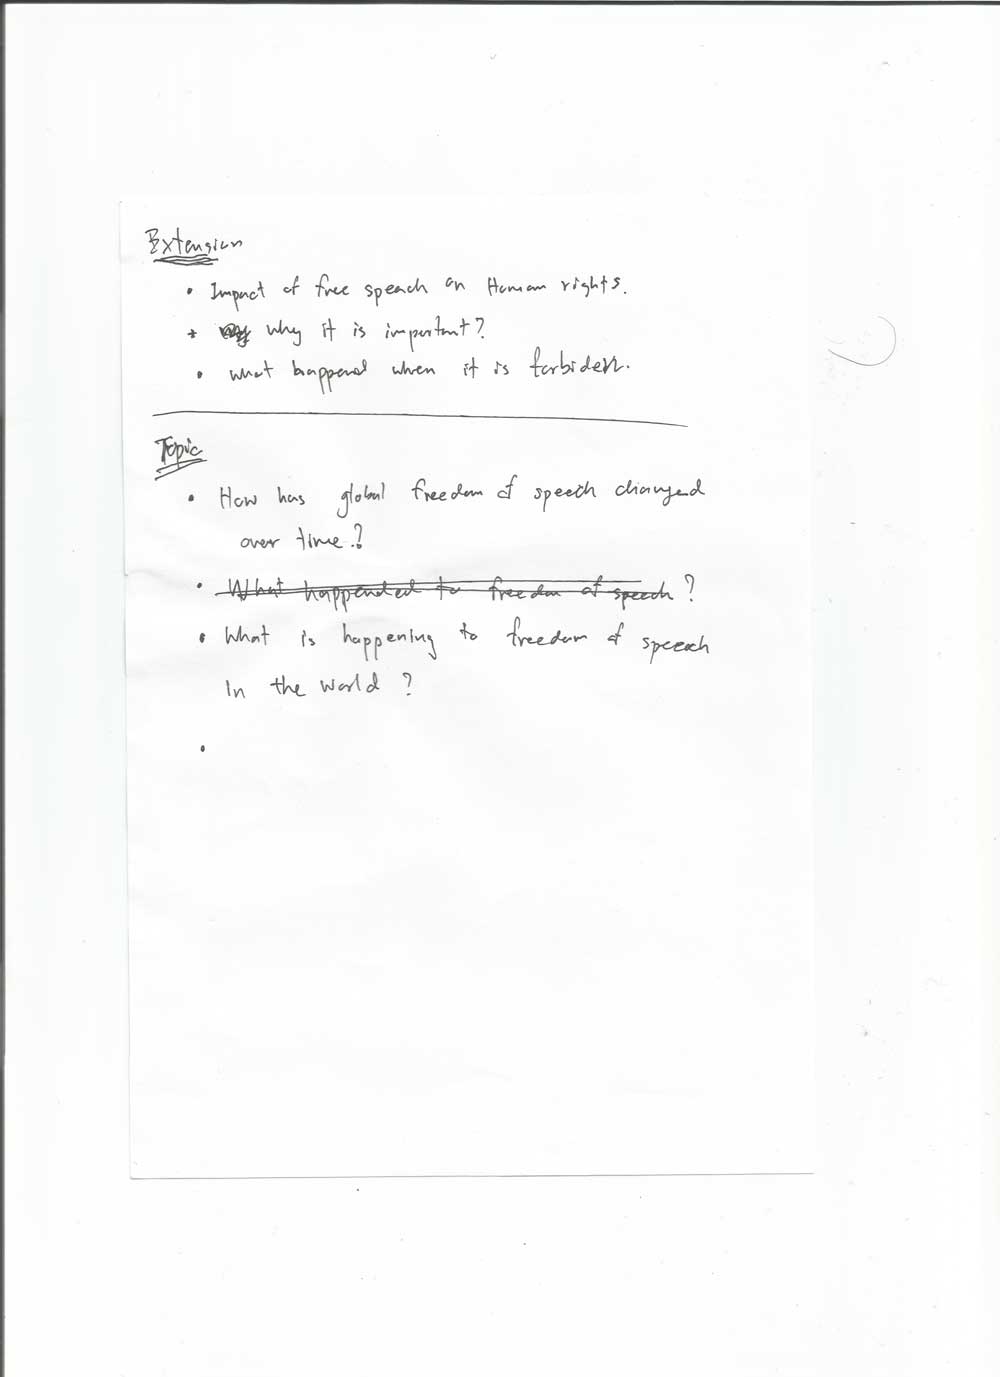 Extension
• Impact of free speach on Human rights.
• why it is important?
• what happend when it is forbiden.
Topic
• How has global freedom of speech changed
over time?
• What happended to freedom of speech?
• What is happening to freedom of speech
In the world?
•